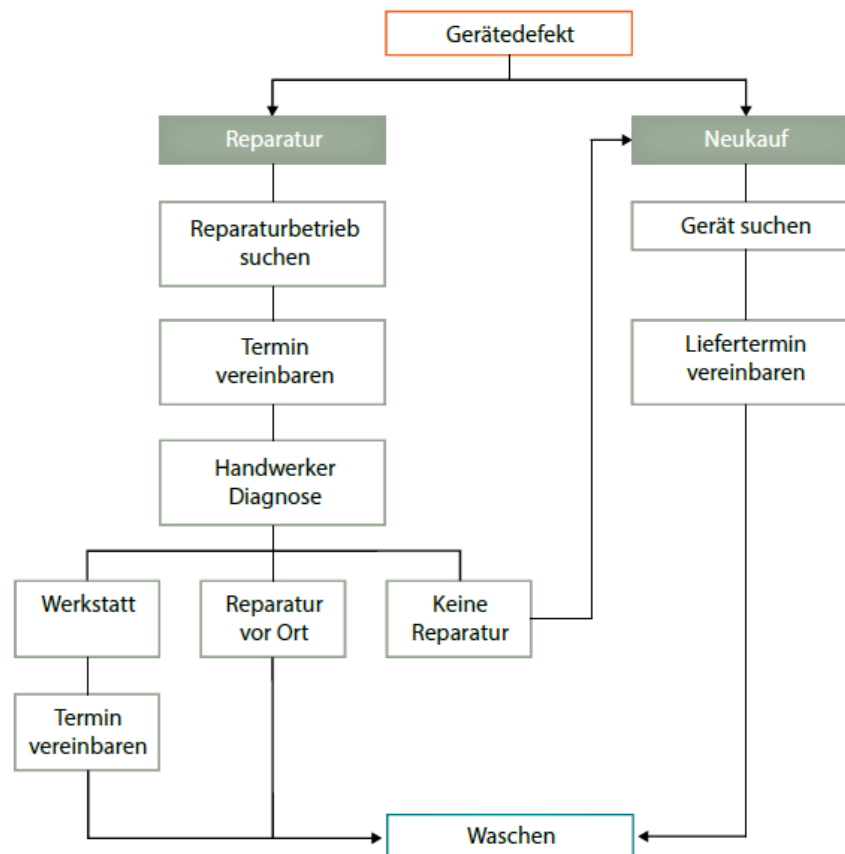 Gerätedefekt
Reparatur
Neukauf
Reparaturbetrieb
suchen
Gerät suchen
Termin
vereinbaren
Liefertermin
vereinbaren
Handwerker
Diagnose
Werkstatt
Reparatur
vor Ort
Keine
Reparatur
Termin
vereinbaren
Waschen